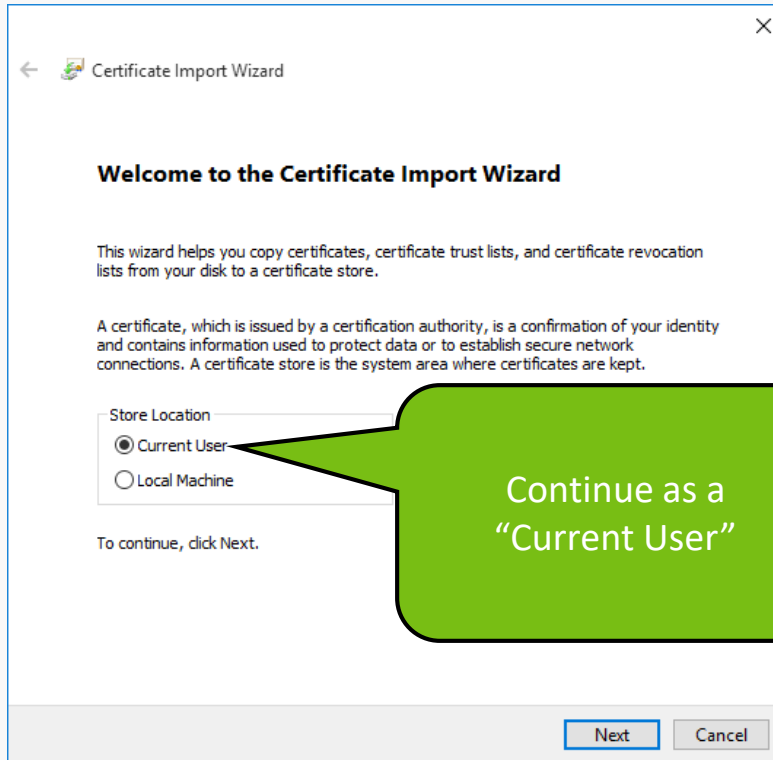 Certificate Import Wizard
Welcome to the Certificate Import Wizard
This wizard helps you copy certificates, certificate trust lists, and certificate revocation
lists from your disk to a certificate store.
A certificate, which is issued by a certification authority, is a confirmation of your identity
and contains information used to protect data or to establish secure network
connections. A certificate store is the system area where certificates are kept.
Store Location
Current User
Local Machine
Continue as a
“Current User”
To continue, click Next.
Next
Cancel